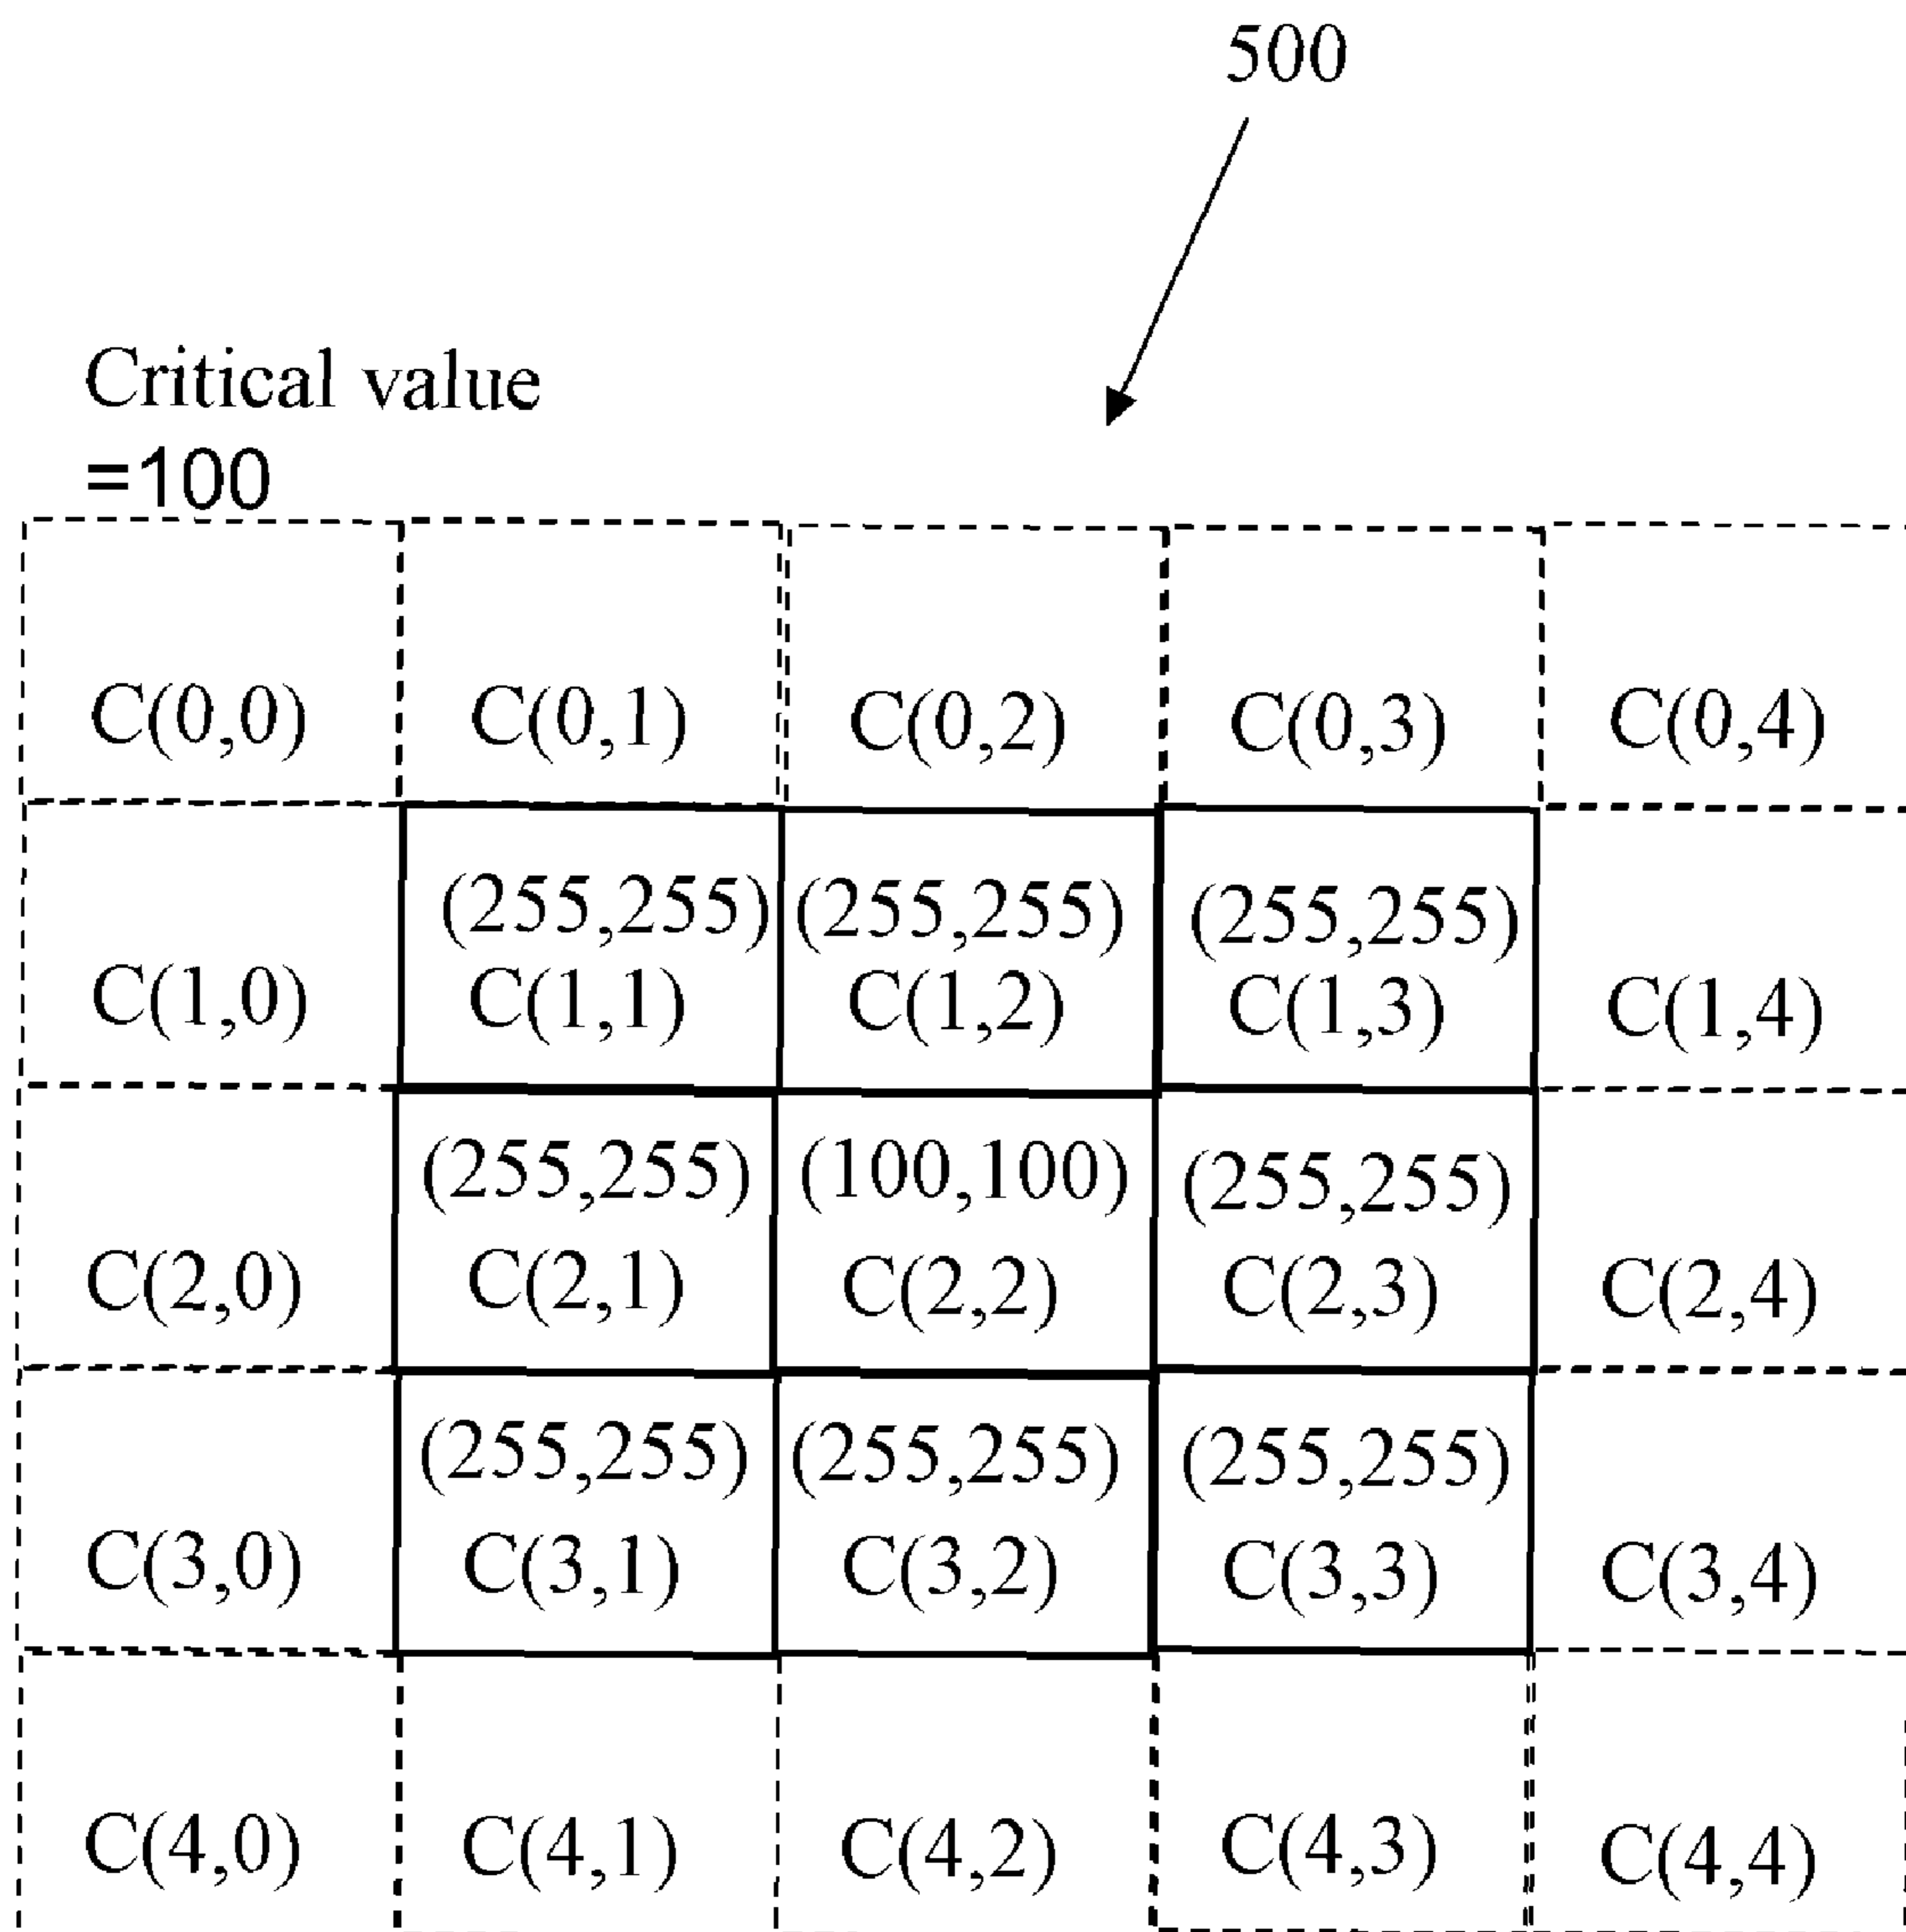 500
Critical value
=100
C(0,0) C(0,1) C(0,2) C(0,3) C(0,4)
(255,255) (255,255) (255,255)
C(1,0) C(1,1) C(1,2) C(1,3) C(1,4)
(255,255) (100,100) (255,255)
C(2,0) C(2,1) C(2,2) C(2,3) C(2,4)
(255,255) (255,255) (255,255)
C(3,0) C(3,1) C(3,2) C(3,3) C(3,4)
C(4,0) C(4,1) C(4,2) C(4,3) C(4,4)